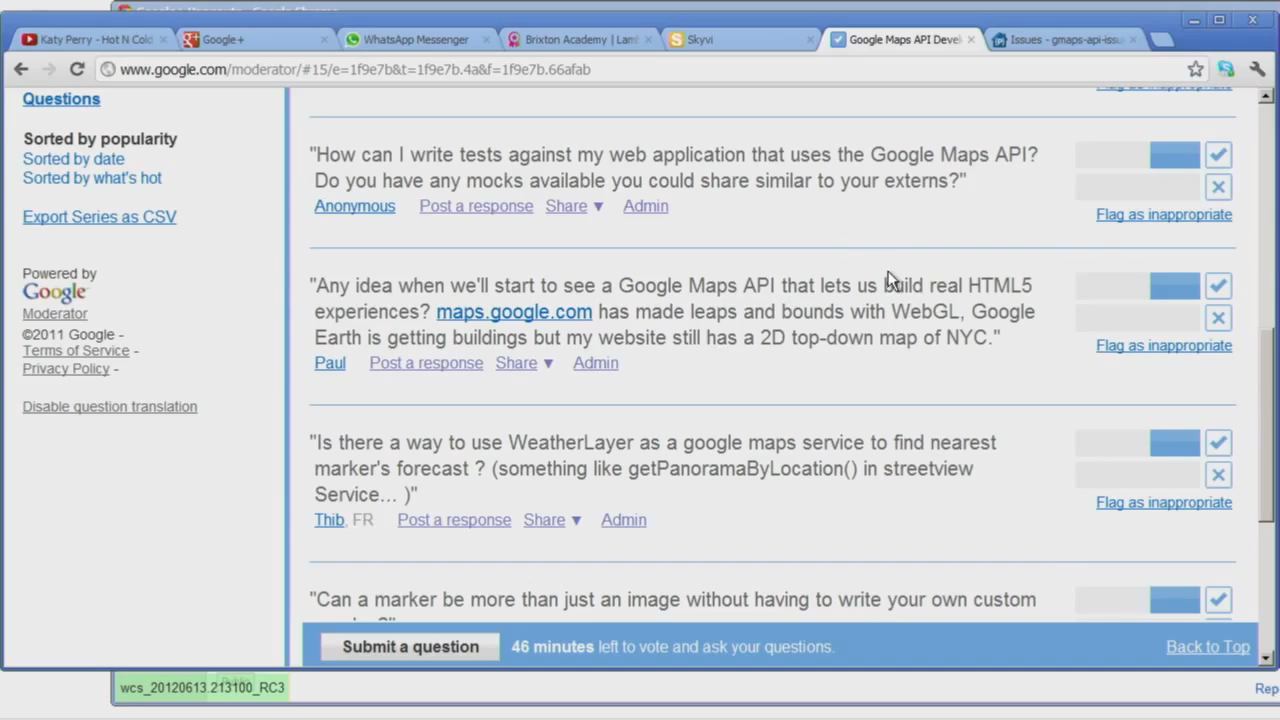 Katy Perry - Hot N Cold
Google+
WhatsApp Messenger
Brixton Academy | Lam
Skyvi
Google Maps API Devel
Issues - gmaps-api-issu
www.google.com/moderator/#15/e=1f9e7b&t=1f9e7b.4a&f=1f9e7b.66afab
Questions
Sorted by popularity
Sorted by date
Sorted by what's hot
Export Series as CSV
Powered by
Google
Moderator
©2011 Google -
Terms of Service -
Privacy Policy -
Disable question translation
"How can I write tests against my web application that uses the Google Maps API?
Do you have any mocks available you could share similar to your externs?"
Anonymous Post a response Share ▼ Admin
Flag as inappropriate
"Any idea when we'll start to see a Google Maps API that lets us build real HTML5
experiences? maps.google.com has made leaps and bounds with WebGL, Google
Earth is getting buildings but my website still has a 2D top-down map of NYC."
Paul Post a response Share ▼ Admin
Flag as inappropriate
"Is there a way to use WeatherLayer as a google maps service to find nearest
marker's forecast ? (something like getPanoramaByLocation() in streetview
Service... )"
Thib, FR Post a response Share ▼ Admin
Flag as inappropriate
"Can a marker be more than just an image without having to write your own custom
Submit a question 46 minutes left to vote and ask your questions. Back to Top
wcs_20120613.213100_RC3
Rep